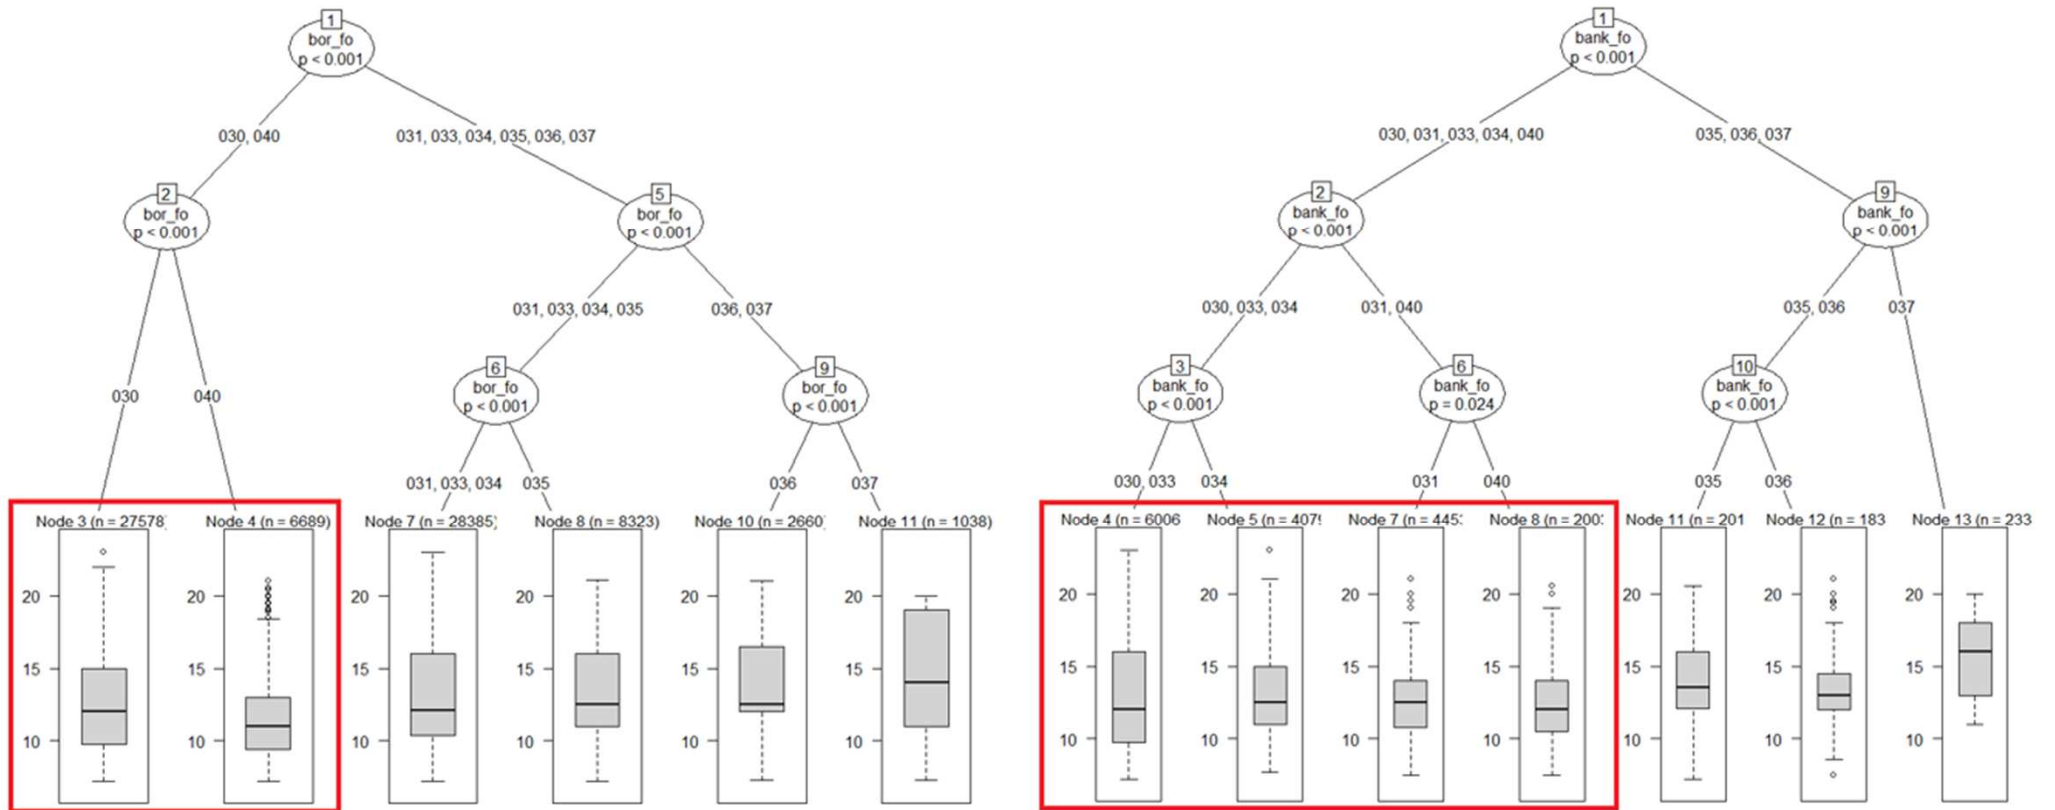 1
bor_fo
p < 0.001
030, 040
031, 033, 034, 035, 036, 037
2
bor_fo
p < 0.001
5
bor_fo
p < 0.001
031, 033, 034, 035
036, 037
6
bor_fo
p < 0.001
9
bor_fo
p < 0.001
030
040
031, 033, 034
035
036
037
Node 3 (n = 27578)
Node 4 (n = 6689)
Node 7 (n = 28385)
Node 8 (n = 8323)
Node 10 (n = 2660)
Node 11 (n = 1038)
20 20 20 20 20 20
15 15 15 15 15 15
10 10 10 10 10 10
1
bank_fo
p < 0.001
030, 031, 033, 034, 040
035, 036, 037
2
bank_fo
p < 0.001
9
bank_fo
p < 0.001
030, 033, 034
031, 040
035, 036
037
3
bank_fo
p < 0.001
6
bank_fo
p = 0.024
10
bank_fo
p < 0.001
030, 033
034
031
040
035
036
Node 4 (n = 6006
Node 5 (n = 407
Node 7 (n = 445
Node 8 (n = 200
Node 11 (n = 201
Node 12 (n = 183
Node 13 (n = 233
20 20 20 20 20 20 20
15 15 15 15 15 15 15
10 10 10 10 10 10 10